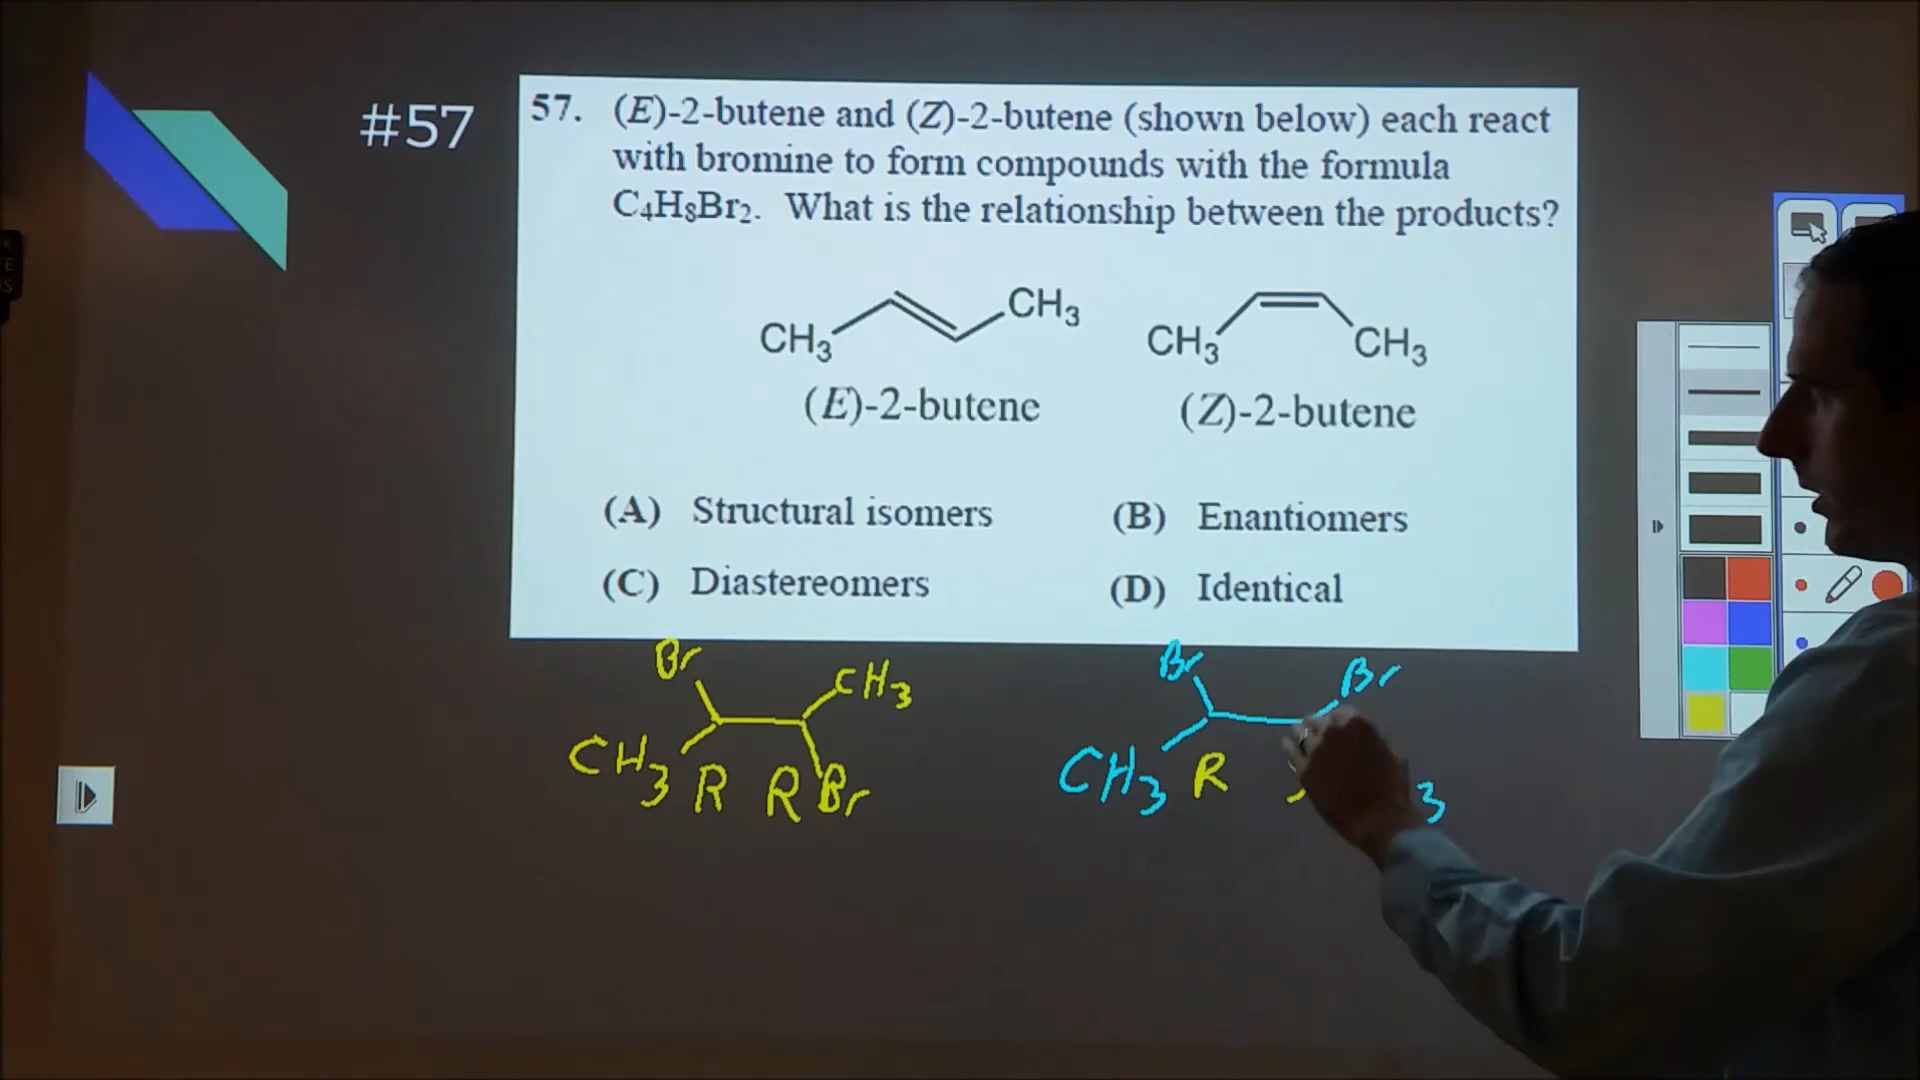 #57
57. (E)-2-butene and (Z)-2-butene (shown below) each react
with bromine to form compounds with the formula
C₄H₈Br₂. What is the relationship between the products?
CH₃ CH₃ CH₃ CH₃
(E)-2-butene (Z)-2-butene
(A) Structural isomers (B) Enantiomers
(C) Diastereomers (D) Identical
Br CH₃ Br Br
CH₃ R R Br CH₃ R 3